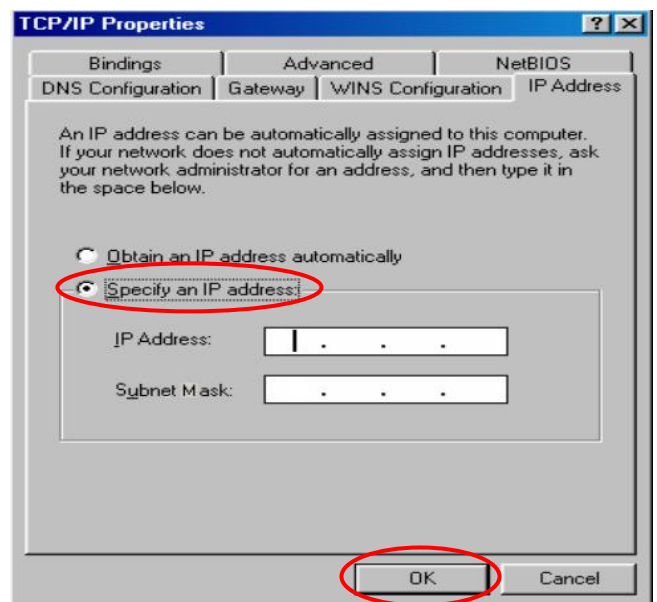 TCP/IP Properties
? ×
Bindings Advanced NetBIOS
DNS Configuration Gateway WINS Configuration IP Address
An IP address can be automatically assigned to this computer.
If your network does not automatically assign IP addresses, ask
your network administrator for an address, and then type it in
the space below.
Obtain an IP address automatically
Specify an IP address:
IP Address: . . .
Subnet Mask: . . .
OK Cancel